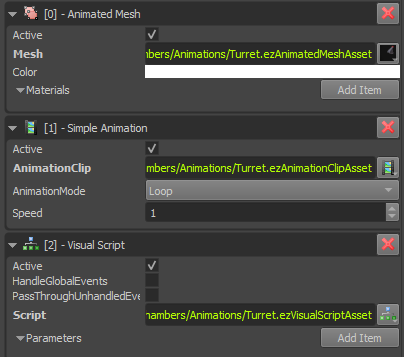 [0] - Animated Mesh
Active
Mesh nbers/Animations/Turret.ezAnimatedMeshAsset
Color
Materials Add Item
[1] - Simple Animation
Active
AnimationClip mbers/Animations/Turret.ezAnimationClipAsset
AnimationMode Loop
Speed 1
[2] - Visual Script
Active
HandleGlobalEvents
PassThroughUnhandledEve
Script hambers/Animations/Turret.ezVisualScriptAsset
Parameters Add Item